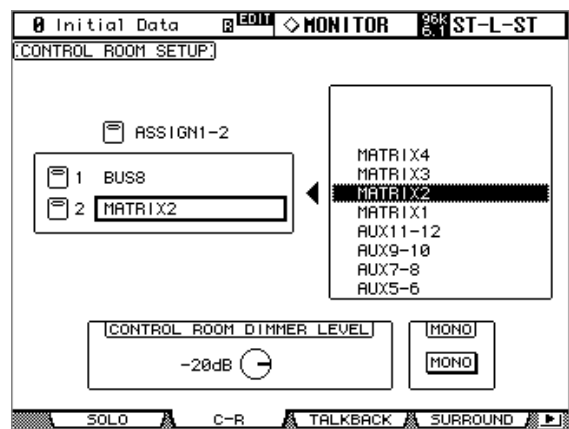 0 Initial Data R EDIT ◇MONITOR 96k 6.1 ST-L-ST
CONTROL ROOM SETUP
ASSIGN1-2
1 BUS8
2 MATRIX2
MATRIX4
MATRIX3
MATRIX2
MATRIX1
AUX11-12
AUX9-10
AUX7-8
AUX5-6
CONTROL ROOM DIMMER LEVEL
-20dB
MONO
MONO
SOLO C-R TALKBACK SURROUND